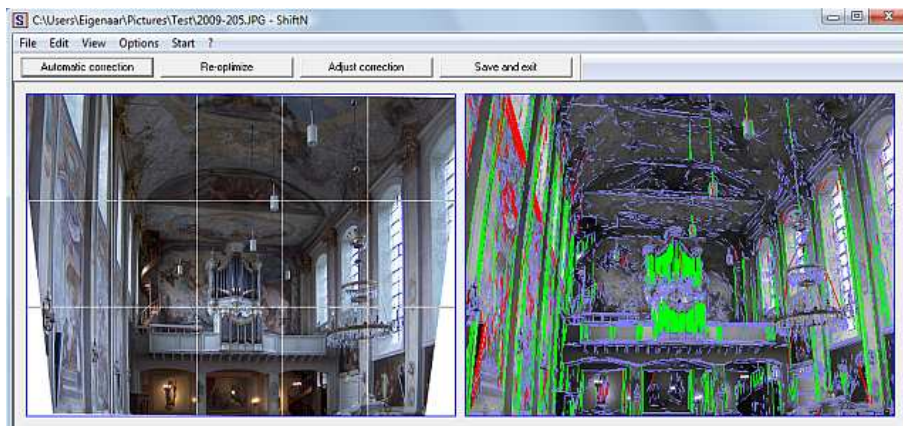 C:\Users\Eigenaar\Pictures\Test\2009-205.JPG - ShiftN
File Edit View Options Start ?
Automatic correction Re-optimize Adjust correction Save and exit